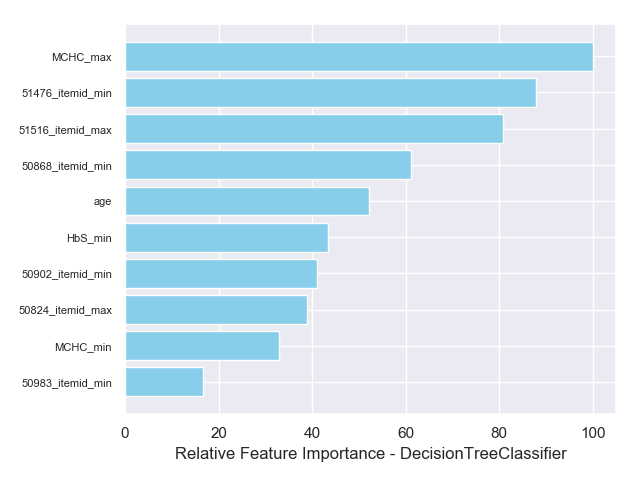 MCHC_max
51476_itemid_min
51516_itemid_max
50868_itemid_min
age
HbS_min
50902_itemid_min
50824_itemid_max
MCHC_min
50983_itemid_min
0 20 40 60 80 100
Relative Feature Importance - DecisionTreeClassifier